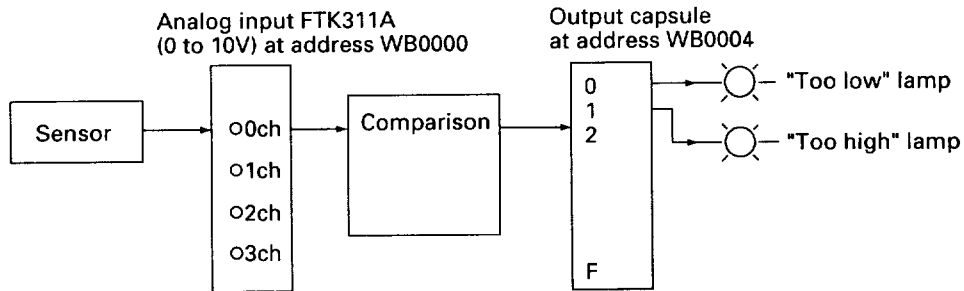 Analog input FTK311A
(0 to 10V) at address WB0000
Output capsule
at address WB0004
Sensor
0ch
1ch
2ch
3ch
Comparison
0
1
2
F
"Too low" lamp
"Too high" lamp